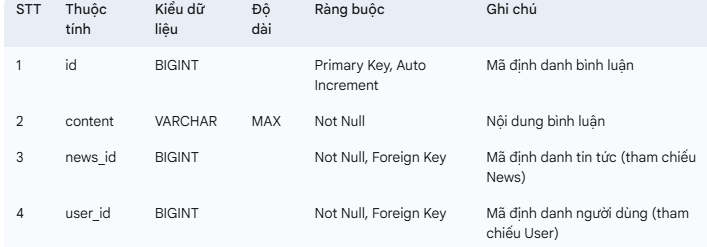 STT Thuộc tính Kiểu dữ liệu Độ dài Ràng buộc Ghi chú
1 id BIGINT Primary Key, Auto Increment Mã định danh bình luận
2 content VARCHAR MAX Not Null Nội dung bình luận
3 news_id BIGINT Not Null, Foreign Key Mã định danh tin tức (tham chiếu News)
4 user_id BIGINT Not Null, Foreign Key Mã định danh người dùng (tham chiếu User)